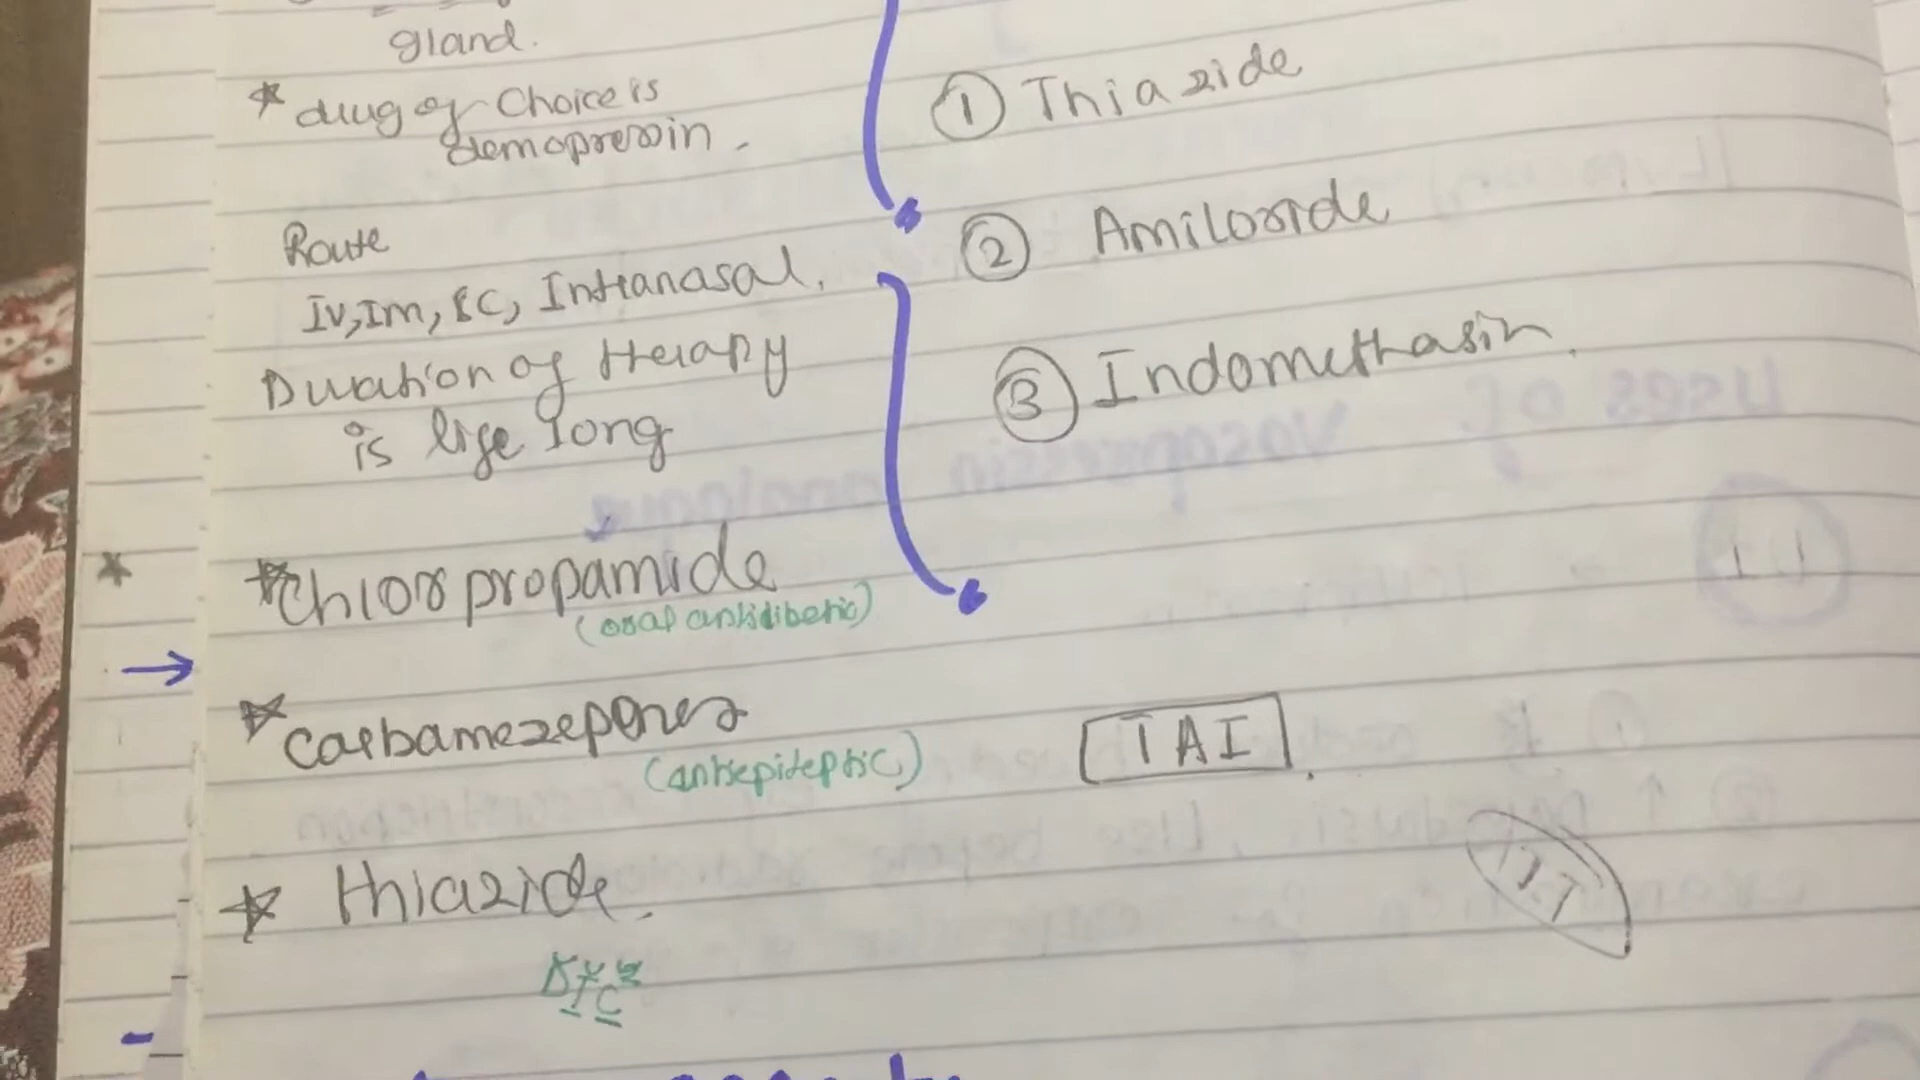 gland.
* drug of Choice is
demopressin.
Route
IV, Im, SC, Intranasal.
Duration of therapy
is life long
* Chlorpropamide
(oral antidibetic)
* carbamezepenes
(antiepileptic)
* thiazide.
① Thiazide
② Amiloride
③ Indomethasin.
TAI.